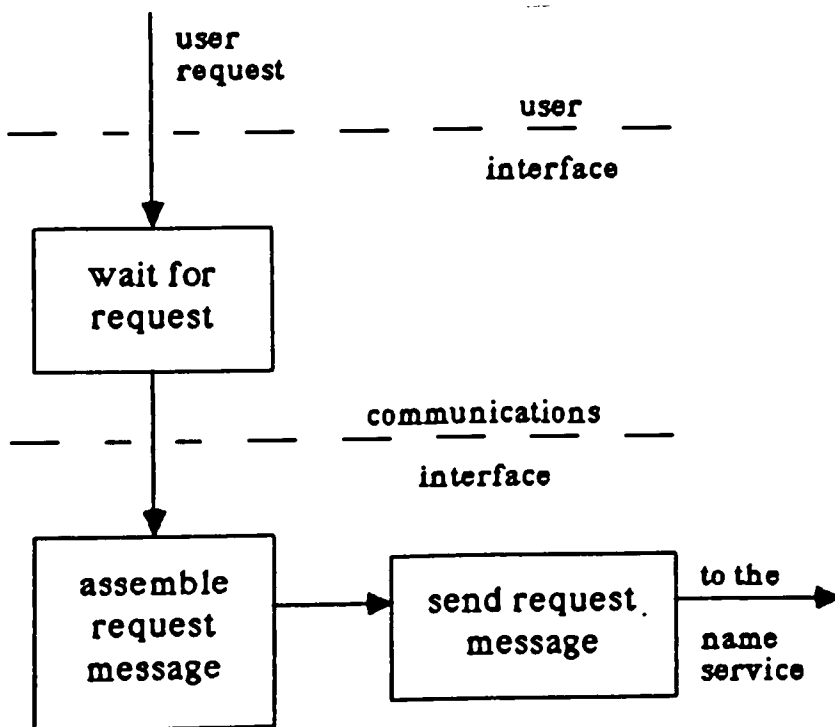 user
request
user
interface
wait for
request
communications
interface
assemble
request
message
send request
message
to the
name
service